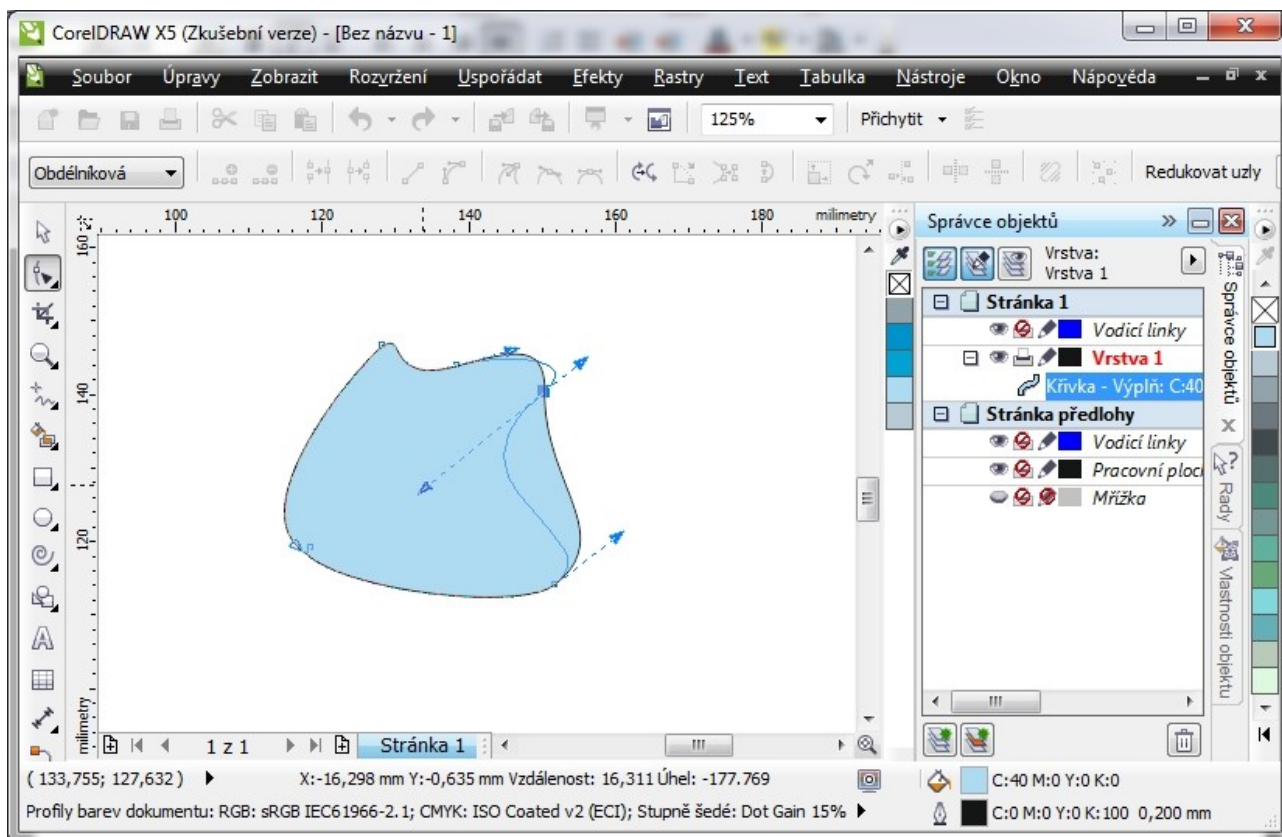 CorelDRAW X5 (Zkušební verze) - [Bez názvu - 1]
Soubor Úpravy Zobrazit Rozvržení Uspořádat Efekty Rastry Text Tabulka Nástroje Okno Nápověda
125% Přichytit
Obdélníková Redukovat uzly
100 120 140 160 180 milimetry
160
140
120
milimetry
Správce objektů
Vrstva:
Vrstva 1
Stránka 1
Vodicí linky
Vrstva 1
Křivka - Výplň: C:40
Stránka předlohy
Vodicí linky
Pracovní ploc
Mřížka
Správce objektů
Rady
Vlastnosti objektu
1 z 1 Stránka 1
( 133,755; 127,632 ) X:-16,298 mm Y:-0,635 mm Vzdálenost: 16,311 Úhel: -177.769 C:40 M:0 Y:0 K:0
Profily barev dokumentu: RGB: sRGB IEC61966-2.1; CMYK: ISO Coated v2 (ECI); Stupně šedé: Dot Gain 15% C:0 M:0 Y:0 K:100 0,200 mm